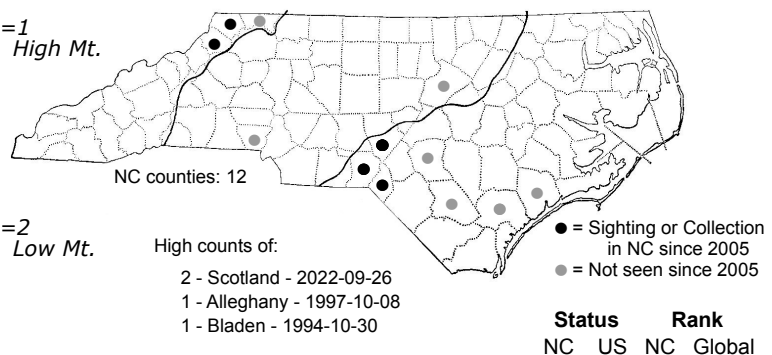 =1
High Mt.
NC counties: 12
=2
Low Mt.
High counts of:
2 - Scotland - 2022-09-26
1 - Alleghany - 1997-10-08
1 - Bladen - 1994-10-30
= Sighting or Collection
in NC since 2005
= Not seen since 2005
Status Rank
NC US NC Global